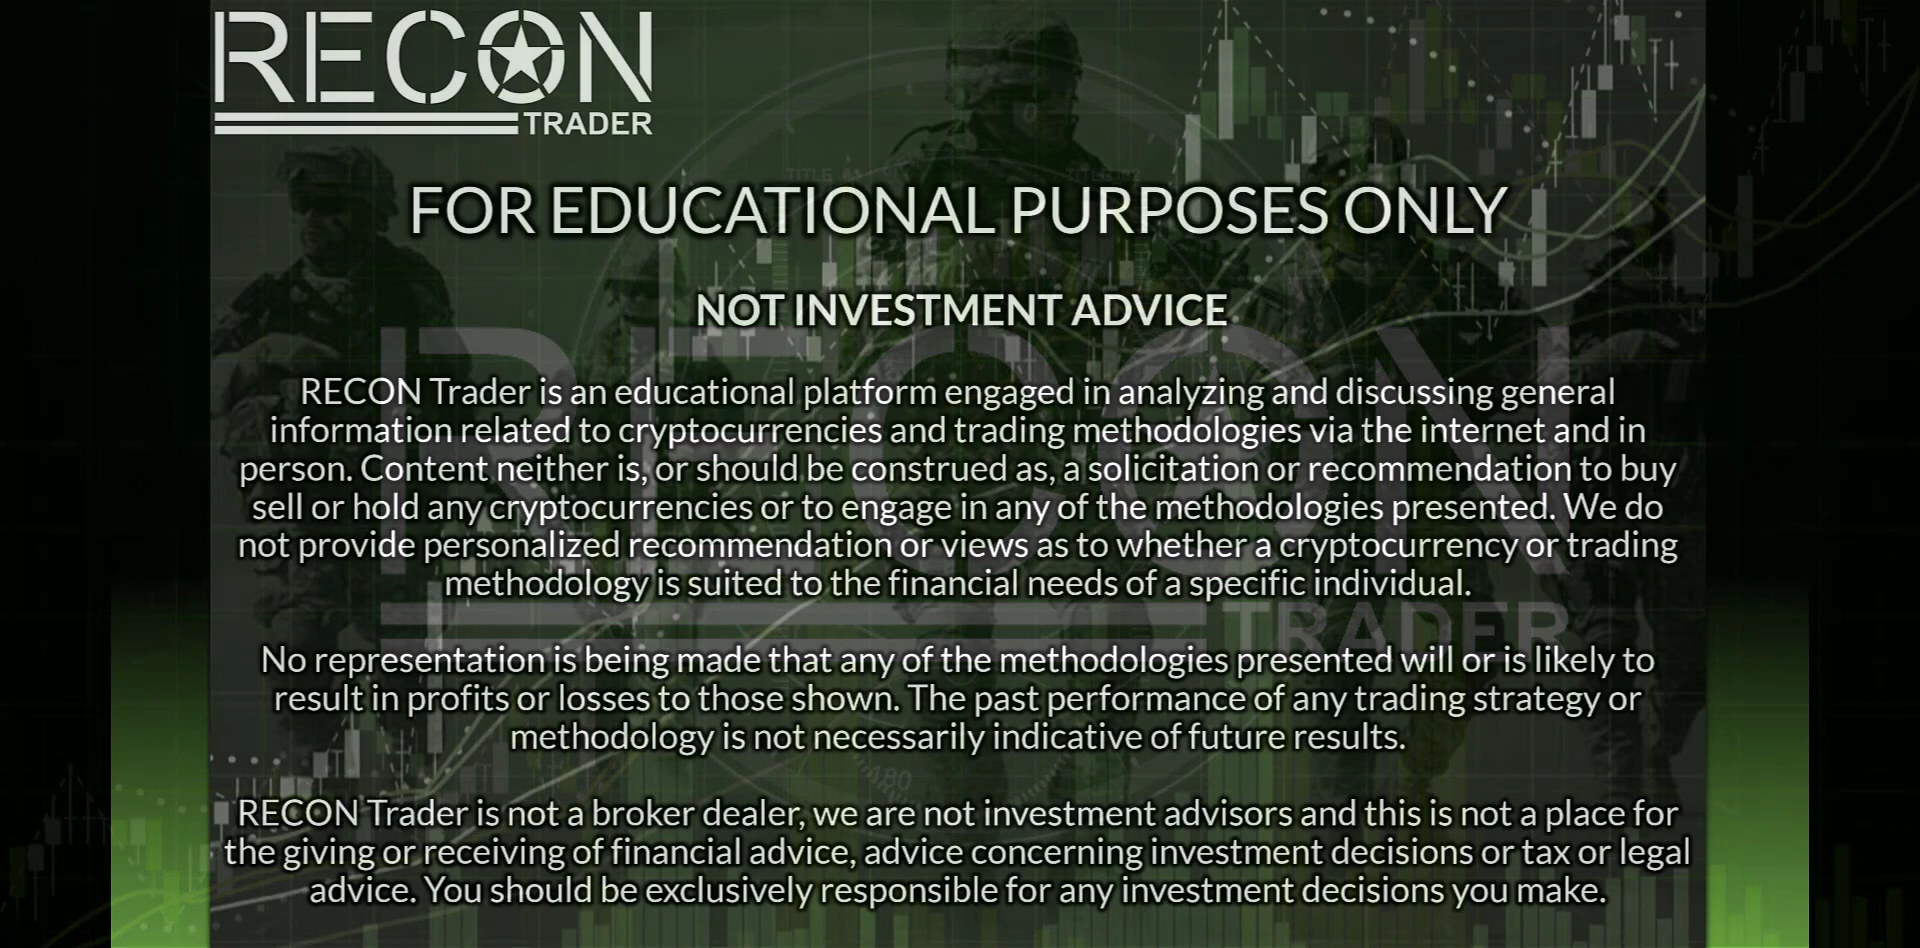 RECON
TRADER
TITLE
FOR EDUCATIONAL PURPOSES ONLY
NOT INVESTMENT ADVICE
RECON
RECON Trader is an educational platform engaged in analyzing and discussing general
information related to cryptocurrencies and trading methodologies via the internet and in
person. Content neither is, or should be construed as, a solicitation or recommendation to buy
sell or hold any cryptocurrencies or to engage in any of the methodologies presented. We do
not provide personalized recommendation or views as to whether a cryptocurrency or trading
methodology is suited to the financial needs of a specific individual.
TRADER
No representation is being made that any of the methodologies presented will or is likely to
result in profits or losses to those shown. The past performance of any trading strategy or
methodology is not necessarily indicative of future results.
180
RECON Trader is not a broker dealer, we are not investment advisors and this is not a place for
the giving or receiving of financial advice, advice concerning investment decisions or tax or legal
advice. You should be exclusively responsible for any investment decisions you make.